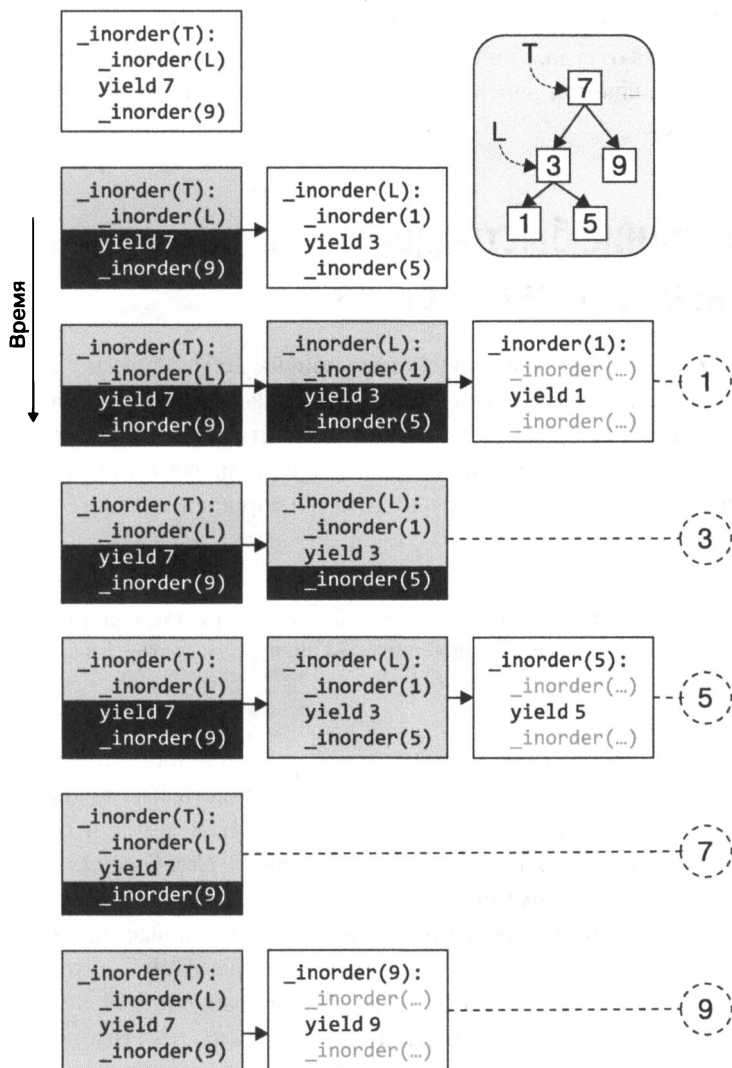 _inorder(T):
_inorder(L)
yield 7
_inorder(9)
T
7
L
3
9
1
5
Время
_inorder(T):
_inorder(L)
yield 7
_inorder(9)
_inorder(L):
_inorder(1)
yield 3
_inorder(5)
_inorder(T):
_inorder(L)
yield 7
_inorder(9)
_inorder(L):
_inorder(1)
yield 3
_inorder(5)
_inorder(1):
_inorder(…)
yield 1
_inorder(…)
1
_inorder(T):
_inorder(L)
yield 7
_inorder(9)
_inorder(L):
_inorder(1)
yield 3
_inorder(5)
3
_inorder(T):
_inorder(L)
yield 7
_inorder(9)
_inorder(L):
_inorder(1)
yield 3
_inorder(5)
_inorder(5):
_inorder(…)
yield 5
_inorder(…)
5
_inorder(T):
_inorder(L)
yield 7
_inorder(9)
7
_inorder(T):
_inorder(L)
yield 7
_inorder(9)
_inorder(9):
_inorder(…)
yield 9
_inorder(…)
9